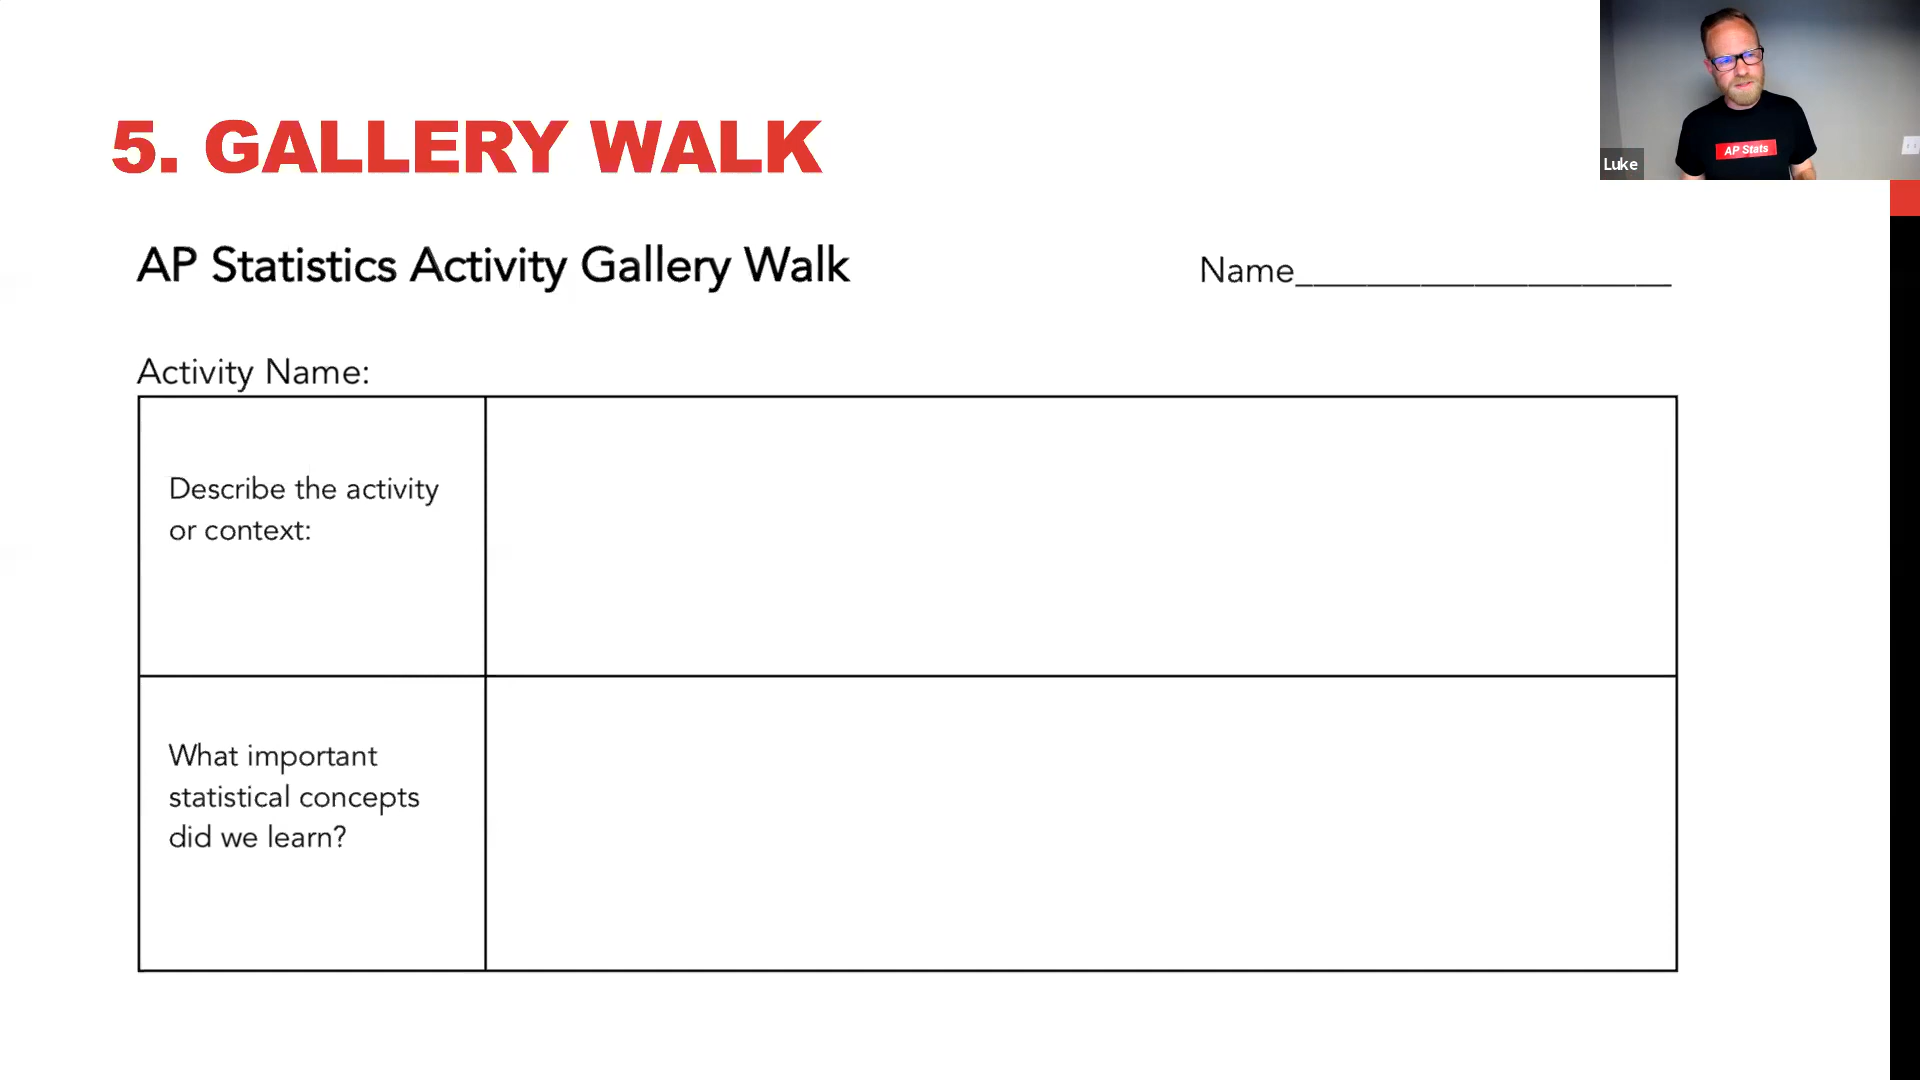 5. GALLERY WALK
AP Stats
Luke
AP Statistics Activity Gallery Walk
Name_____________________
Activity Name:
Describe the activity
or context:
What important
statistical concepts
did we learn?